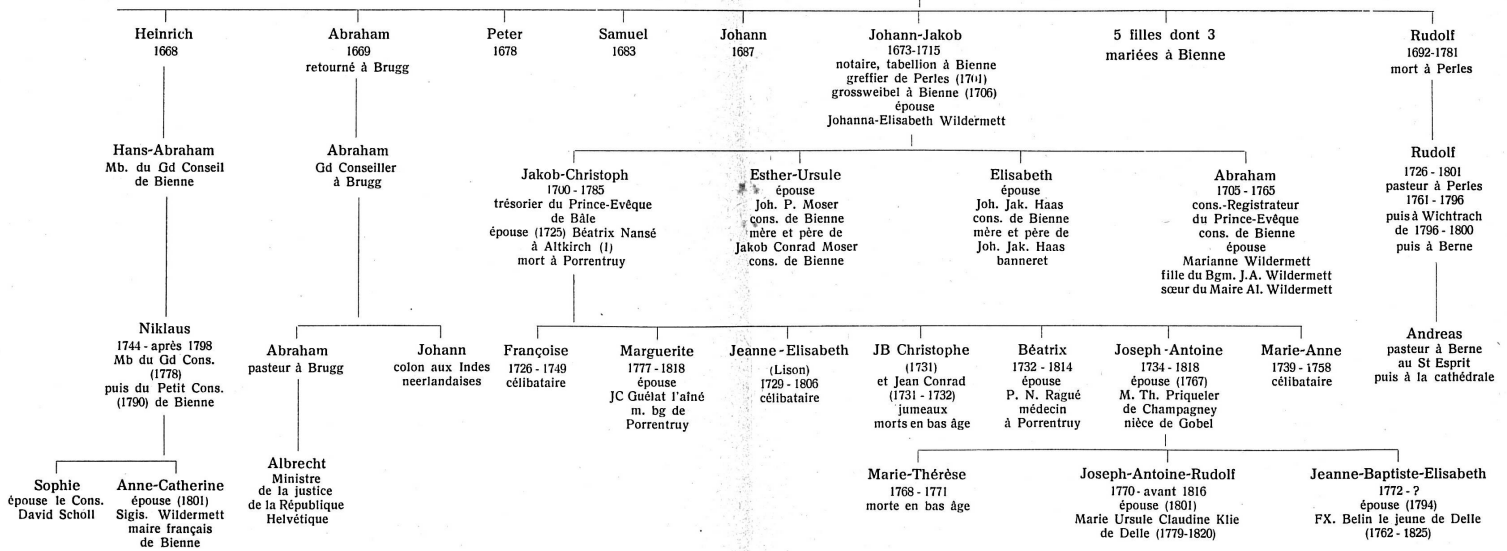 Heinrich
1668
Abraham
1669
retourné à Brugg
Peter
1678
Samuel
1683
Johann
1687
Johann-Jakob
1673-1715
notaire, tabellion à Bienne
greffier de Perles (1701)
grossweibel à Bienne (1706)
épouse
Johanna-Elisabeth Wildermett
5 filles dont 3
mariées à Bienne
Rudolf
1692-1781
mort à Perles
Hans-Abraham
Mb. du Gd Conseil
de Bienne
Abraham
Gd Conseiller
à Brugg
Jakob-Christoph
1700 - 1785
trésorier du Prince-Evêque
de Bâle
épouse (1725) Béatrix Nansé
à Altkirch (1)
mort à Porrentruy
Esther-Ursule
épouse
Joh. P. Moser
cons. de Bienne
mère et père de
Jakob Conrad Moser
cons. de Bienne
Elisabeth
épouse
Joh. Jak. Haas
cons. de Bienne
mère et père de
Joh. Jak. Haas
banneret
Abraham
1705 - 1765
cons.-Registrateur
du Prince-Evêque
cons. de Bienne
épouse
Marianne Wildermett
fille du Bgm. J.A. Wildermett
sœur du Maire Al. Wildermett
Rudolf
1726 - 1801
pasteur à Perles
1761 - 1796
puis à Wichtrach
de 1796 - 1800
puis à Berne
Niklaus
1744 - après 1798
Mb du Gd Cons.
(1778)
puis du Petit Cons.
(1790) de Bienne
Abraham
pasteur à Brugg
Johann
colon aux Indes
neerlandaises
Françoise
1726 - 1749
célibataire
Marguerite
1777 - 1818
épouse
JC Guélat l'aîné
m. bg de
Porrentruy
Jeanne-Elisabeth
(Lison)
1729 - 1806
célibataire
JB Christophe
(1731)
et Jean Conrad
(1731 - 1732)
jumeaux
morts en bas âge
Béatrix
1732 - 1814
épouse
P. N. Ragué
médecin
à Porrentruy
Joseph-Antoine
1734 - 1818
épouse (1767)
M. Th. Priqueler
de Champagney
nièce de Gobel
Marie-Anne
1739 - 1758
célibataire
Andreas
pasteur à Berne
au St Esprit
puis à la cathédrale
Sophie
épouse le Cons.
David Scholl
Anne-Catherine
épouse (1801)
Sigis. Wildermett
maire français
de Bienne
Albrecht
Ministre
de la justice
de la République
Helvétique
Marie-Thérèse
1768 - 1771
morte en bas âge
Joseph-Antoine-Rudolf
1770 - avant 1816
épouse (1801)
Marie Ursule Claudine Klie
de Delle (1779-1820)
Jeanne-Baptiste-Elisabeth
1772 - ?
épouse (1794)
FX. Belin le jeune de Delle
(1762 - 1825)